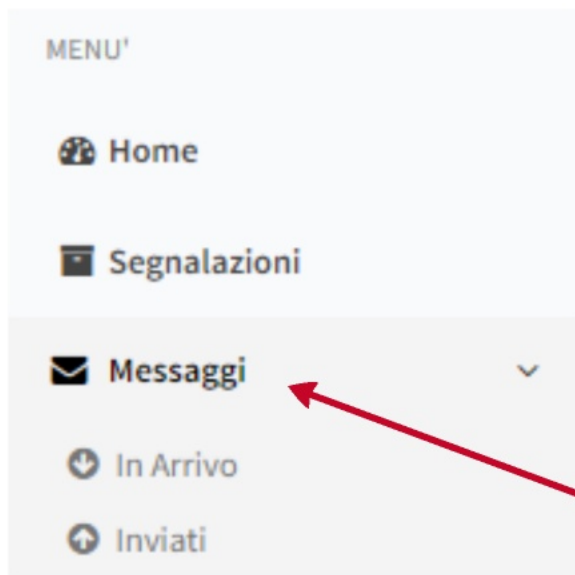 MENU'
Home
Segnalazioni
Messaggi
In Arrivo
Inviati